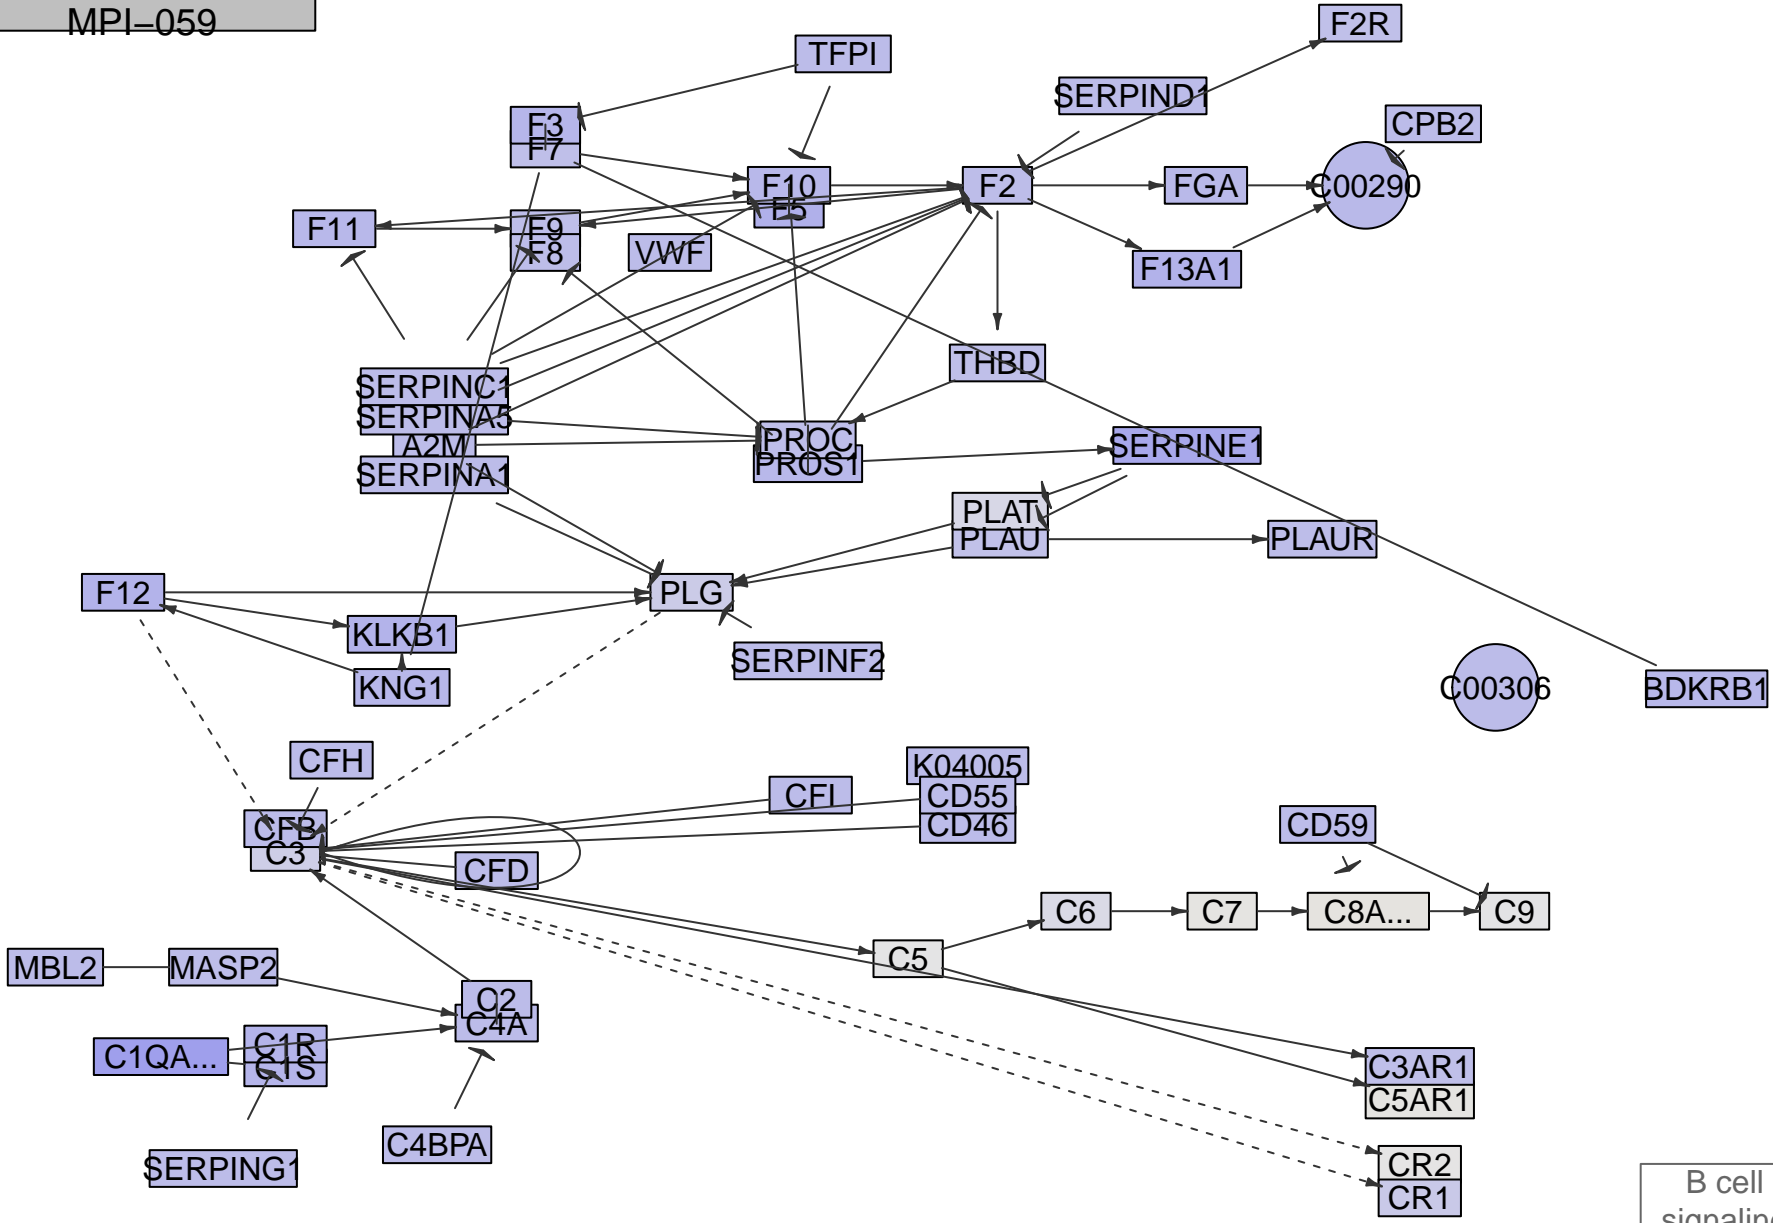 MPI–059
F2R
TFPI
SERPIND1
CPB2
F3
F7
F10
F5
F2
FGA
C00290
F11
F9
F8
VWF
F13A1
THBD
SERPINC1
SERPINA5
A2M
SERPINA1
PROC
PROS1
SERPINE1
PLAT
PLAU
PLAUR
F12
PLG
KLKB1
KNG1
SERPINF2
C00306
BDKRB1
CFH
K04005
CFI
CD55
CD46
CFB
C3
CD59
CFD
C6
C7
C8A...
C9
C5
MBL2
MASP2
C2
C4A
C1QA...
C1R
C1S
C3AR1
C5AR1
C4BPA
SERPING1
CR2
CR1
B cell